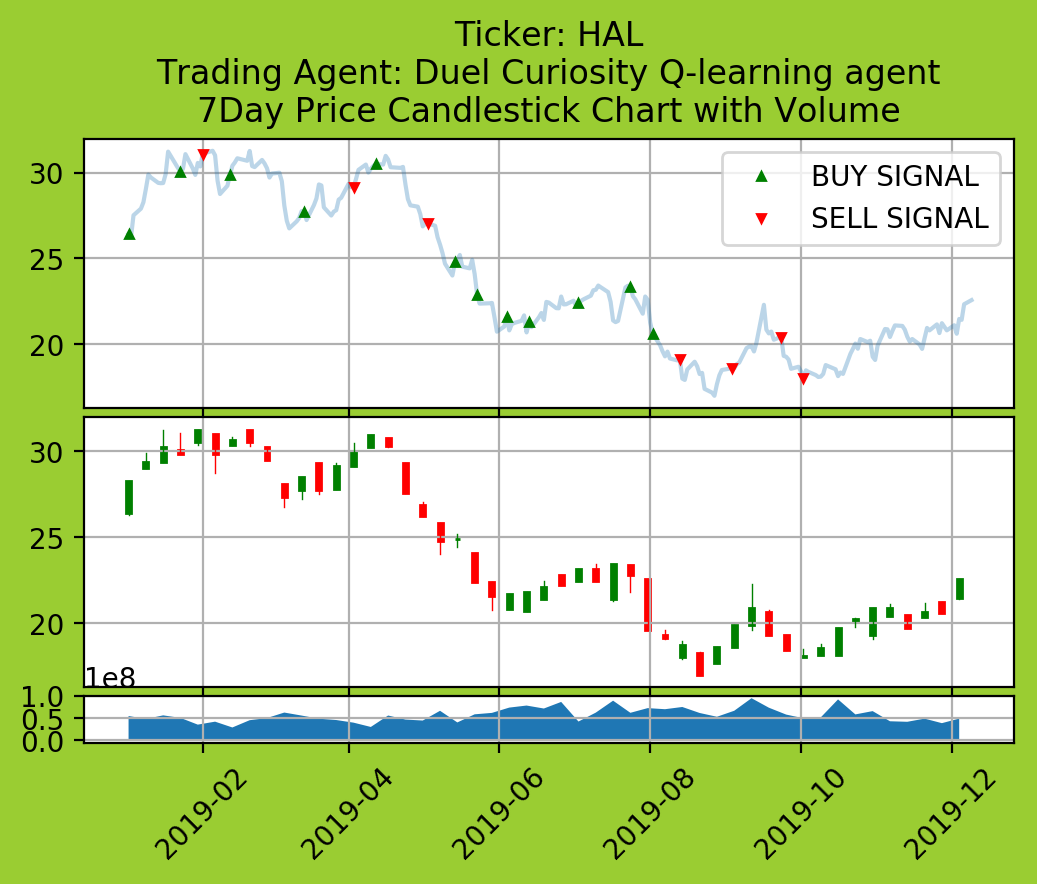 Ticker: HAL
Trading Agent: Duel Curiosity Q-learning agent
7Day Price Candlestick Chart with Volume
30
25
20
BUY SIGNAL
SELL SIGNAL
30
25
20
1e8
1.0
0.5
0.0
2019-02
2019-04
2019-06
2019-08
2019-10
2019-12